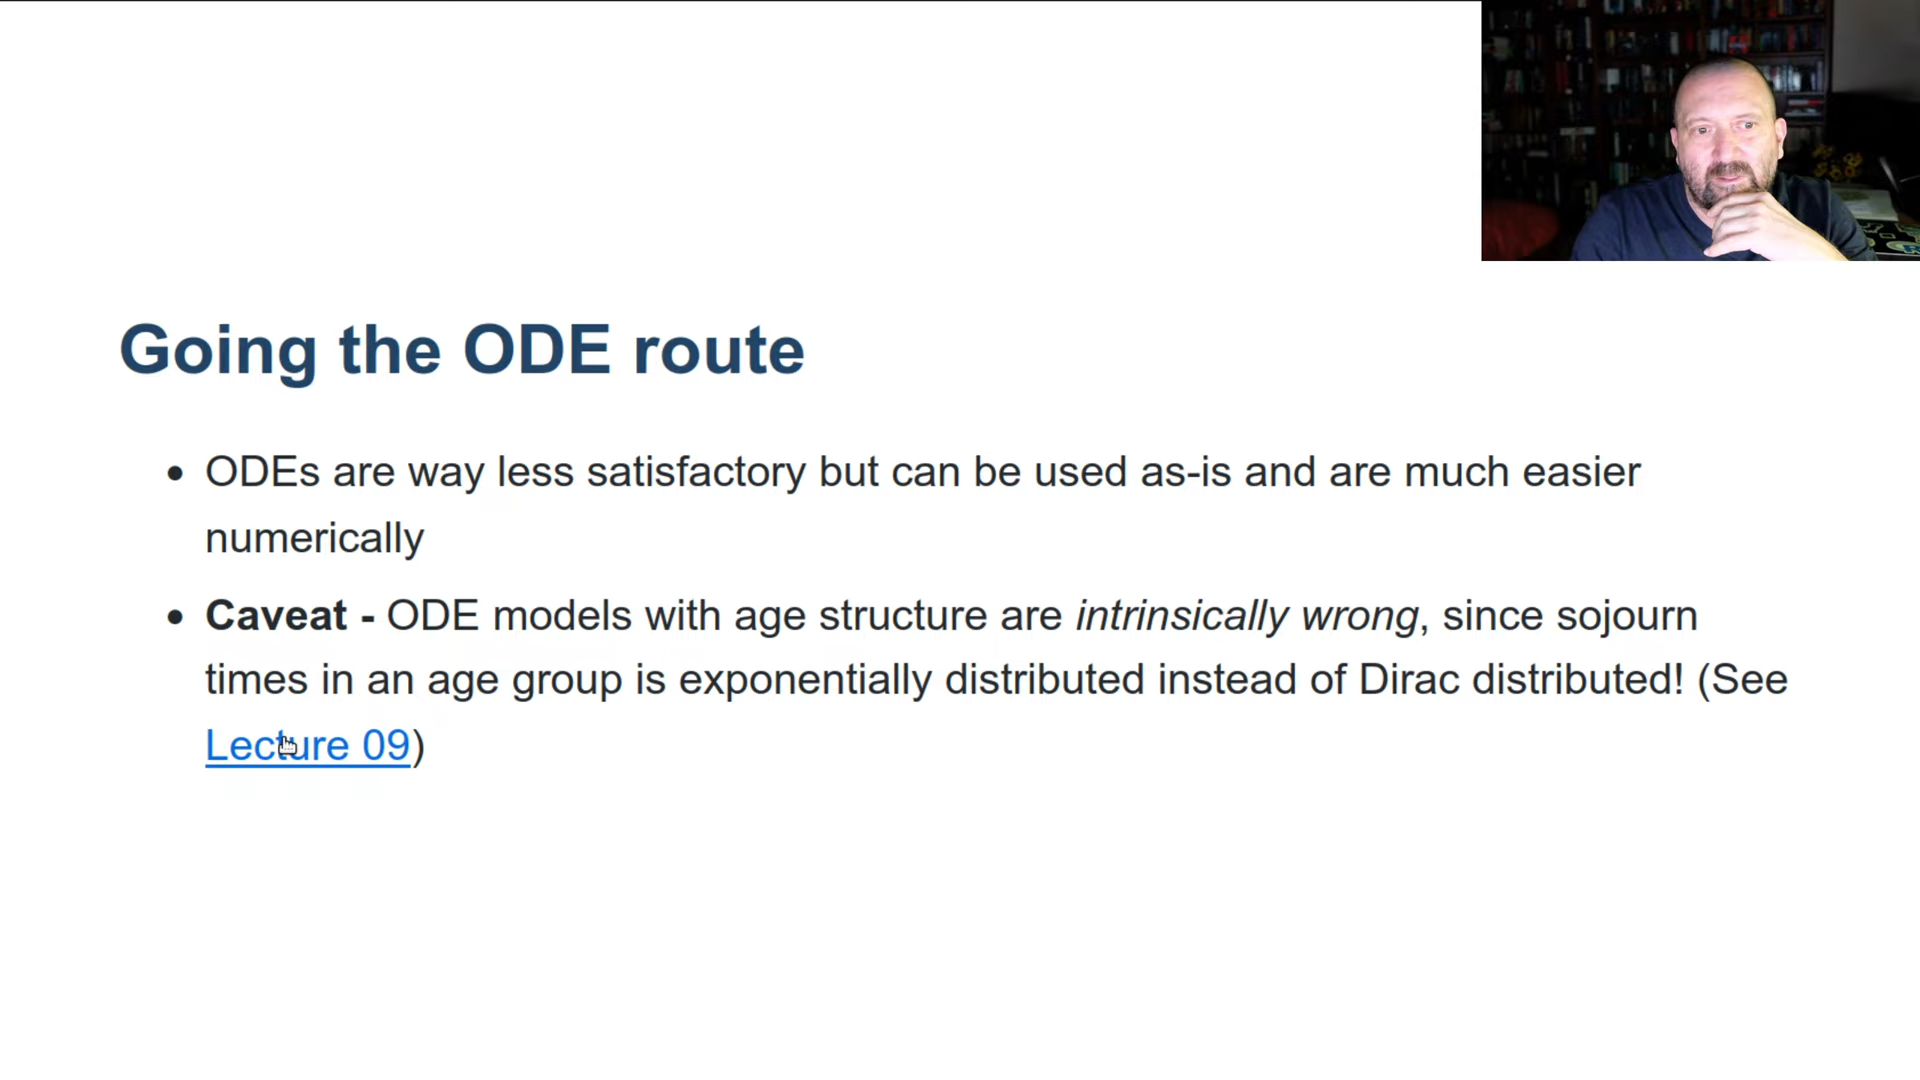 Going the ODE route
• ODEs are way less satisfactory but can be used as-is and are much easier
numerically
• Caveat - ODE models with age structure are intrinsically wrong, since sojourn
times in an age group is exponentially distributed instead of Dirac distributed! (See
Lecture 09)